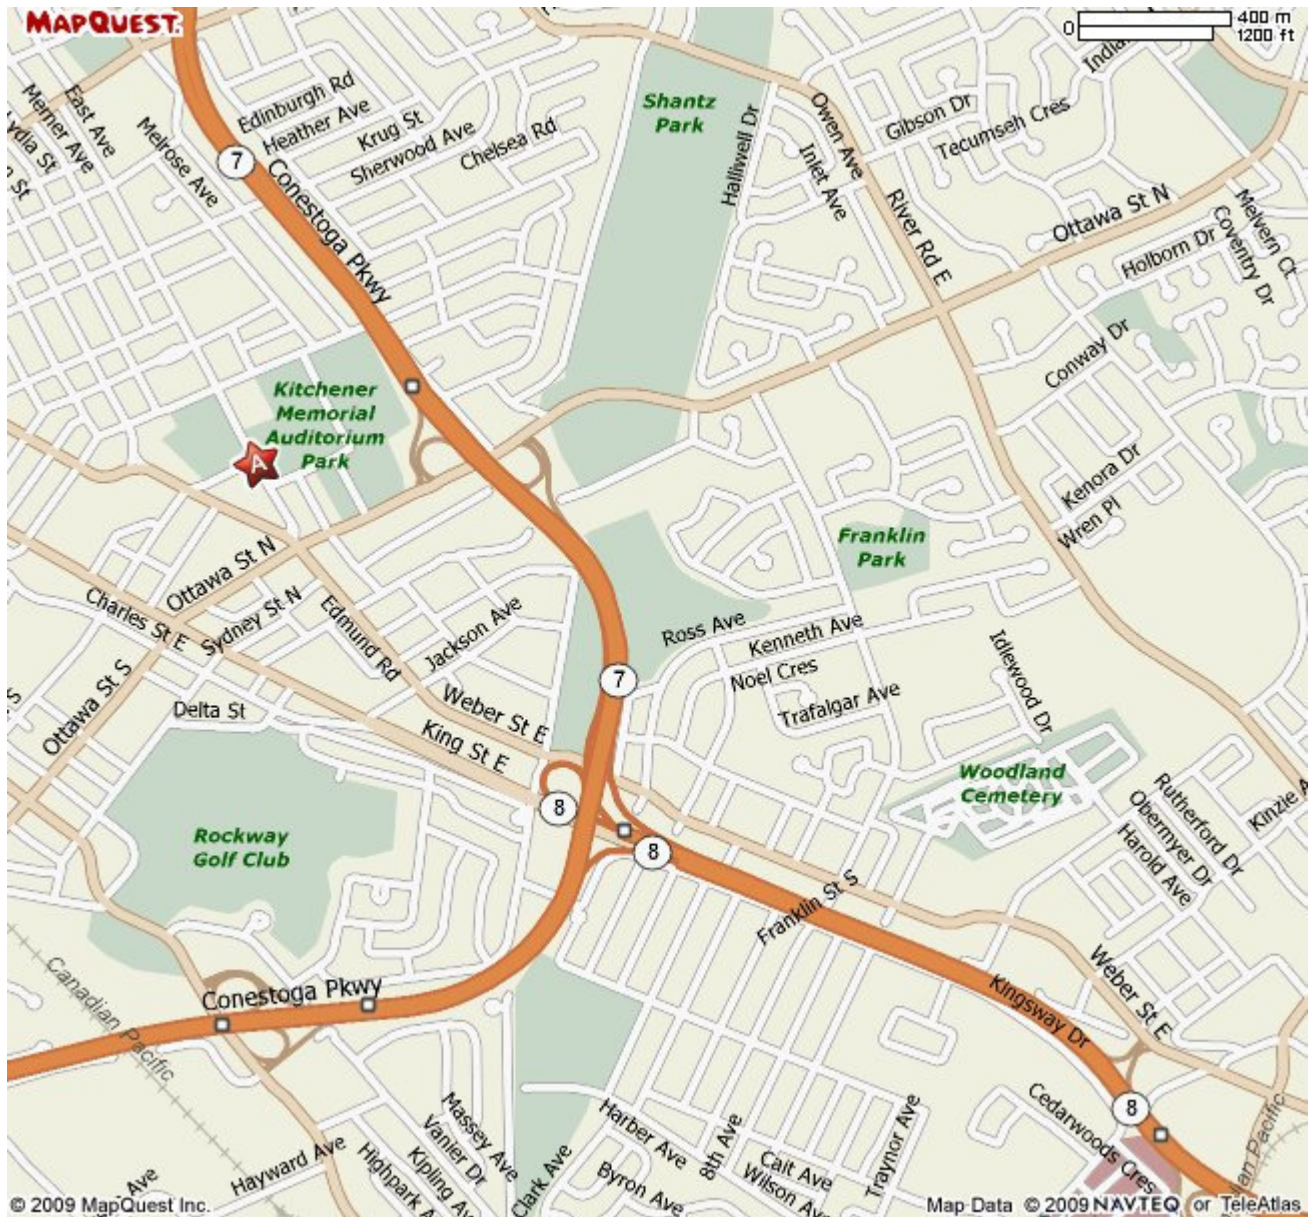 MAPQUEST.
400 m
0
1200 ft
Edinburgh Rd
Heather Ave
Krug St
Sherwood Ave
Chelsea Rd
East Ave
Merner Ave
Lydia St
St
Melrose Ave
7
Conestoga Pkwy
Shantz
Park
Halliwell Dr
Owen Ave
Inlet Ave
Gibson Dr
Tecumseh Cres
River Rd E
Ottawa St N
Melvern Ct
Coventry Dr
Holborn Dr
Conway Dr
Kitchener
Memorial
Auditorium
Park
A
Kenora Dr
Wren Pl
Franklin
Park
Ottawa St N
Charles St E
Sydney St N
Edmund Rd
Jackson Ave
Ross Ave
Kenneth Ave
Noel Cres
Trafalgar Ave
Idlewood Dr
7
Ottawa St S
S
Delta St
Weber St E
King St E
Woodland
Cemetery
Rutherford Dr
Obermyer Dr
Harold Ave
8
8
Rockway
Golf Club
Franklin St S
Weber St E
Kingsway Dr
Canadian Pacific
Conestoga Pkwy
8
Cedarwoods Cres
Pacific
Massey Ave
Vanier Dr
Kipling
Highpark
Hayward Ave
Ave
Clark Ave
Harber Ave
Byron Ave
8th Ave
Cait Ave
Wilson
Traynor Ave
© 2009 MapQuest Inc.
Map Data © 2009 NAVTEQ or TeleAtlas